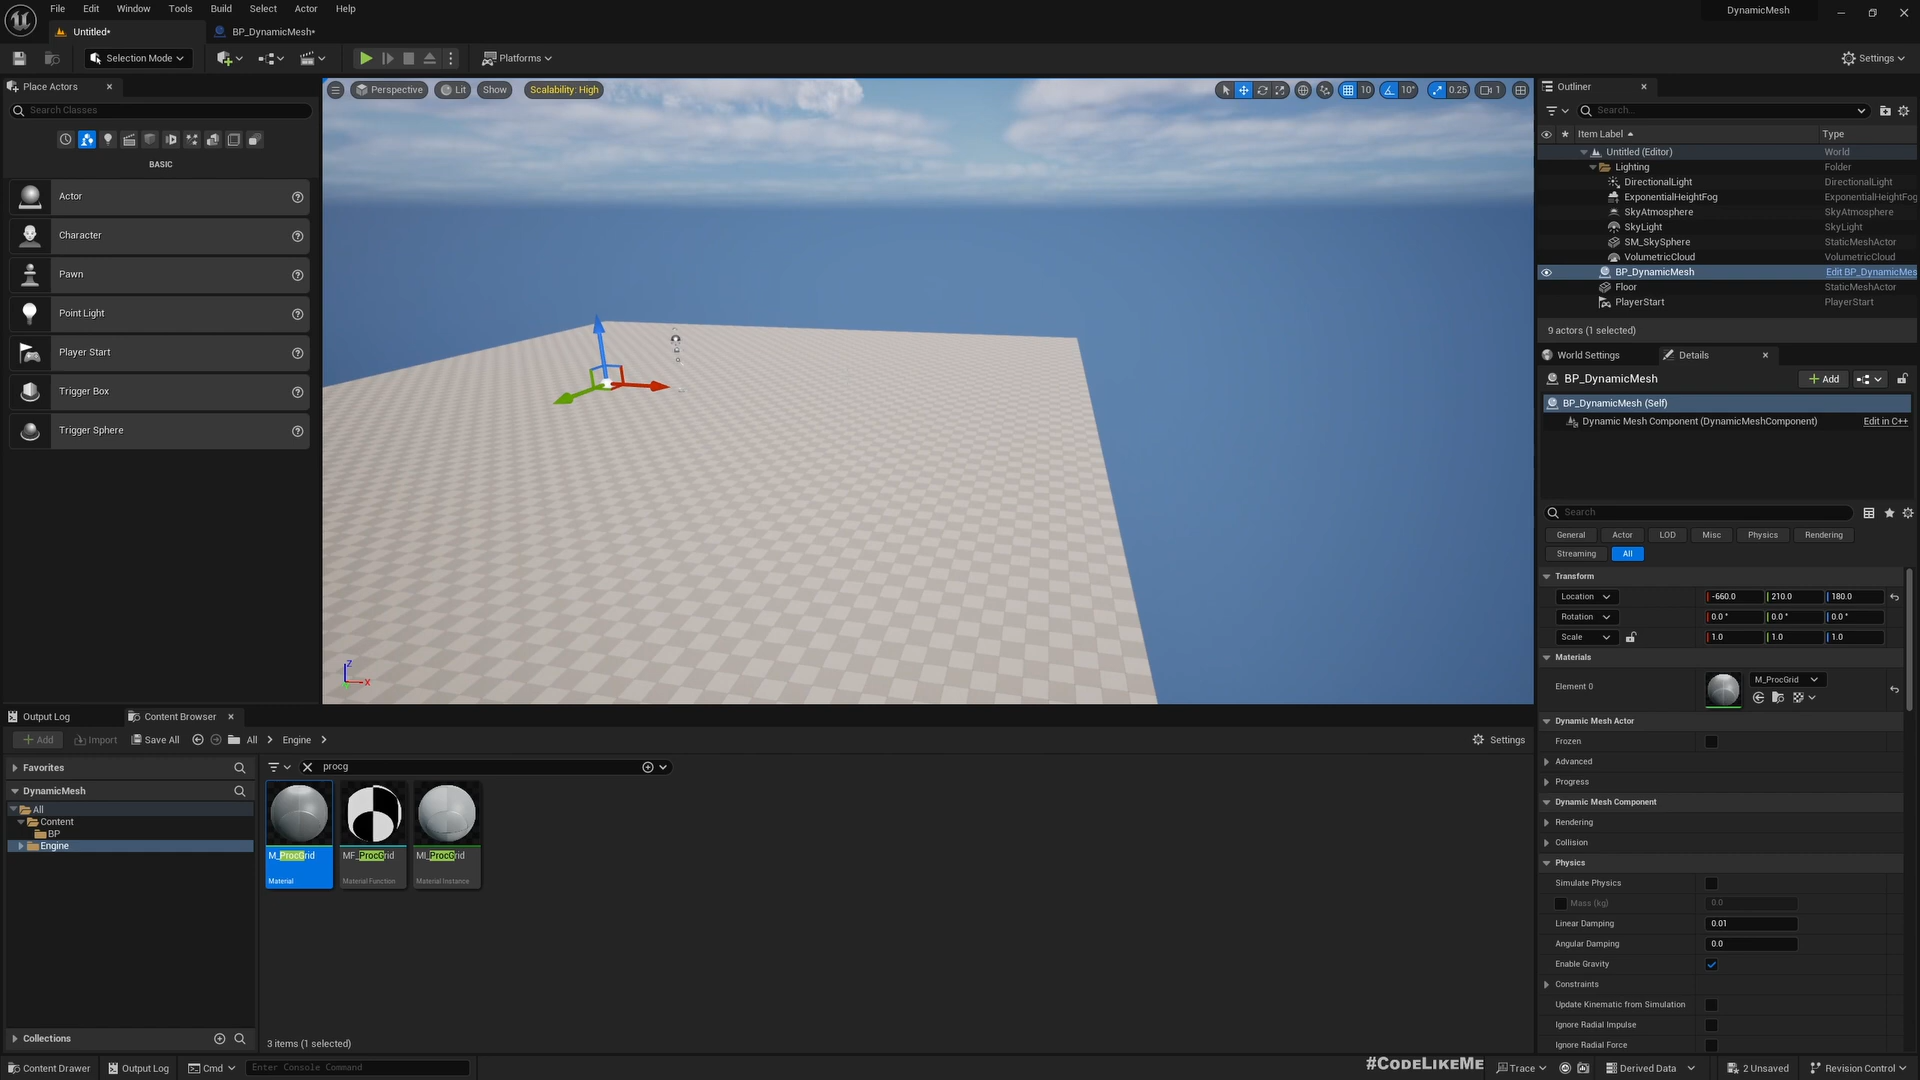 File Edit Window Tools Build Select Actor Help
DynamicMesh
Untitled*
BP_DynamicMesh*
Selection Mode
Platforms
Settings
Place Actors
Search Classes
BASIC
Actor
Character
Pawn
Point Light
Player Start
Trigger Box
Trigger Sphere
Perspective
Lit
Show
Scalability: High
10
10°
0.25
1
Z
X
Outliner
Search...
Item Label
Type
Untitled (Editor) World
Lighting Folder
DirectionalLight DirectionalLight
ExponentialHeightFog ExponentialHeightFog
SkyAtmosphere SkyAtmosphere
SkyLight SkyLight
SM_SkySphere StaticMeshActor
VolumetricCloud VolumetricCloud
BP_DynamicMesh Edit BP_DynamicMes
Floor StaticMeshActor
PlayerStart PlayerStart
9 actors (1 selected)
World Settings
Details
BP_DynamicMesh
Add
BP_DynamicMesh (Self)
Dynamic Mesh Component (DynamicMeshComponent) Edit in C++
Search
General Actor LOD Misc Physics Rendering
Streaming All
Transform
Location -660.0 210.0 180.0
Rotation 0.0° 0.0° 0.0°
Scale 1.0 1.0 1.0
Materials
Element 0 M_ProcGrid
Dynamic Mesh Actor
Frozen
Advanced
Progress
Dynamic Mesh Component
Rendering
Collision
Physics
Simulate Physics
Mass (kg) 0.0
Linear Damping 0.01
Angular Damping 0.0
Enable Gravity
Constraints
Update Kinematic from Simulation
Ignore Radial Impulse
Ignore Radial Force
Output Log
Content Browser
Add
Import
Save All
All
Engine
Settings
Favorites
DynamicMesh
All
Content
BP
Engine
Collections
procg
M_ProcGrid
Material
MF_ProcGrid
Material Function
MI_ProcGrid
Material Instance
3 items (1 selected)
#CodeLikeMe
Content Drawer
Output Log
Cmd
Enter Console Command
Trace
Derived Data
2 Unsaved
Revision Control